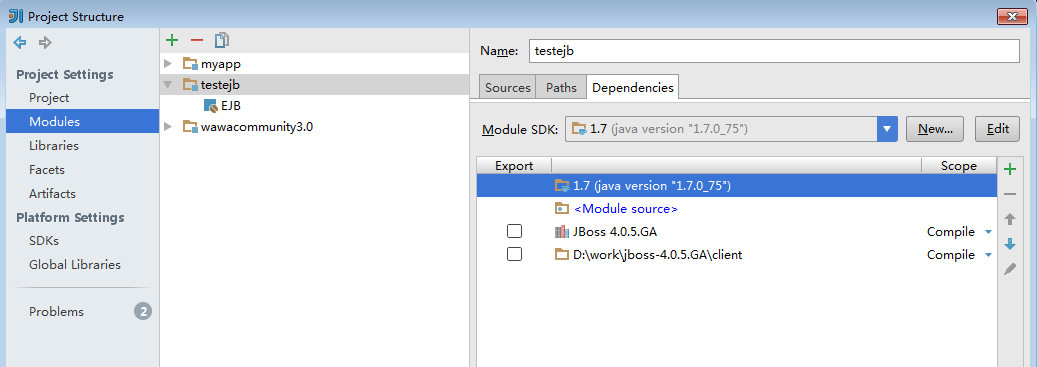 Project Structure
Project Settings
Project
Modules
Libraries
Facets
Artifacts
Platform Settings
SDKs
Global Libraries
Problems 2
myapp
testejb
EJB
wawacommunity3.0
Name: testejb
Sources Paths Dependencies
Module SDK: 1.7 (java version "1.7.0_75") New... Edit
Export Scope
1.7 (java version "1.7.0_75")
<Module source>
JBoss 4.0.5.GA Compile
D:\work\jboss-4.0.5.GA\client Compile